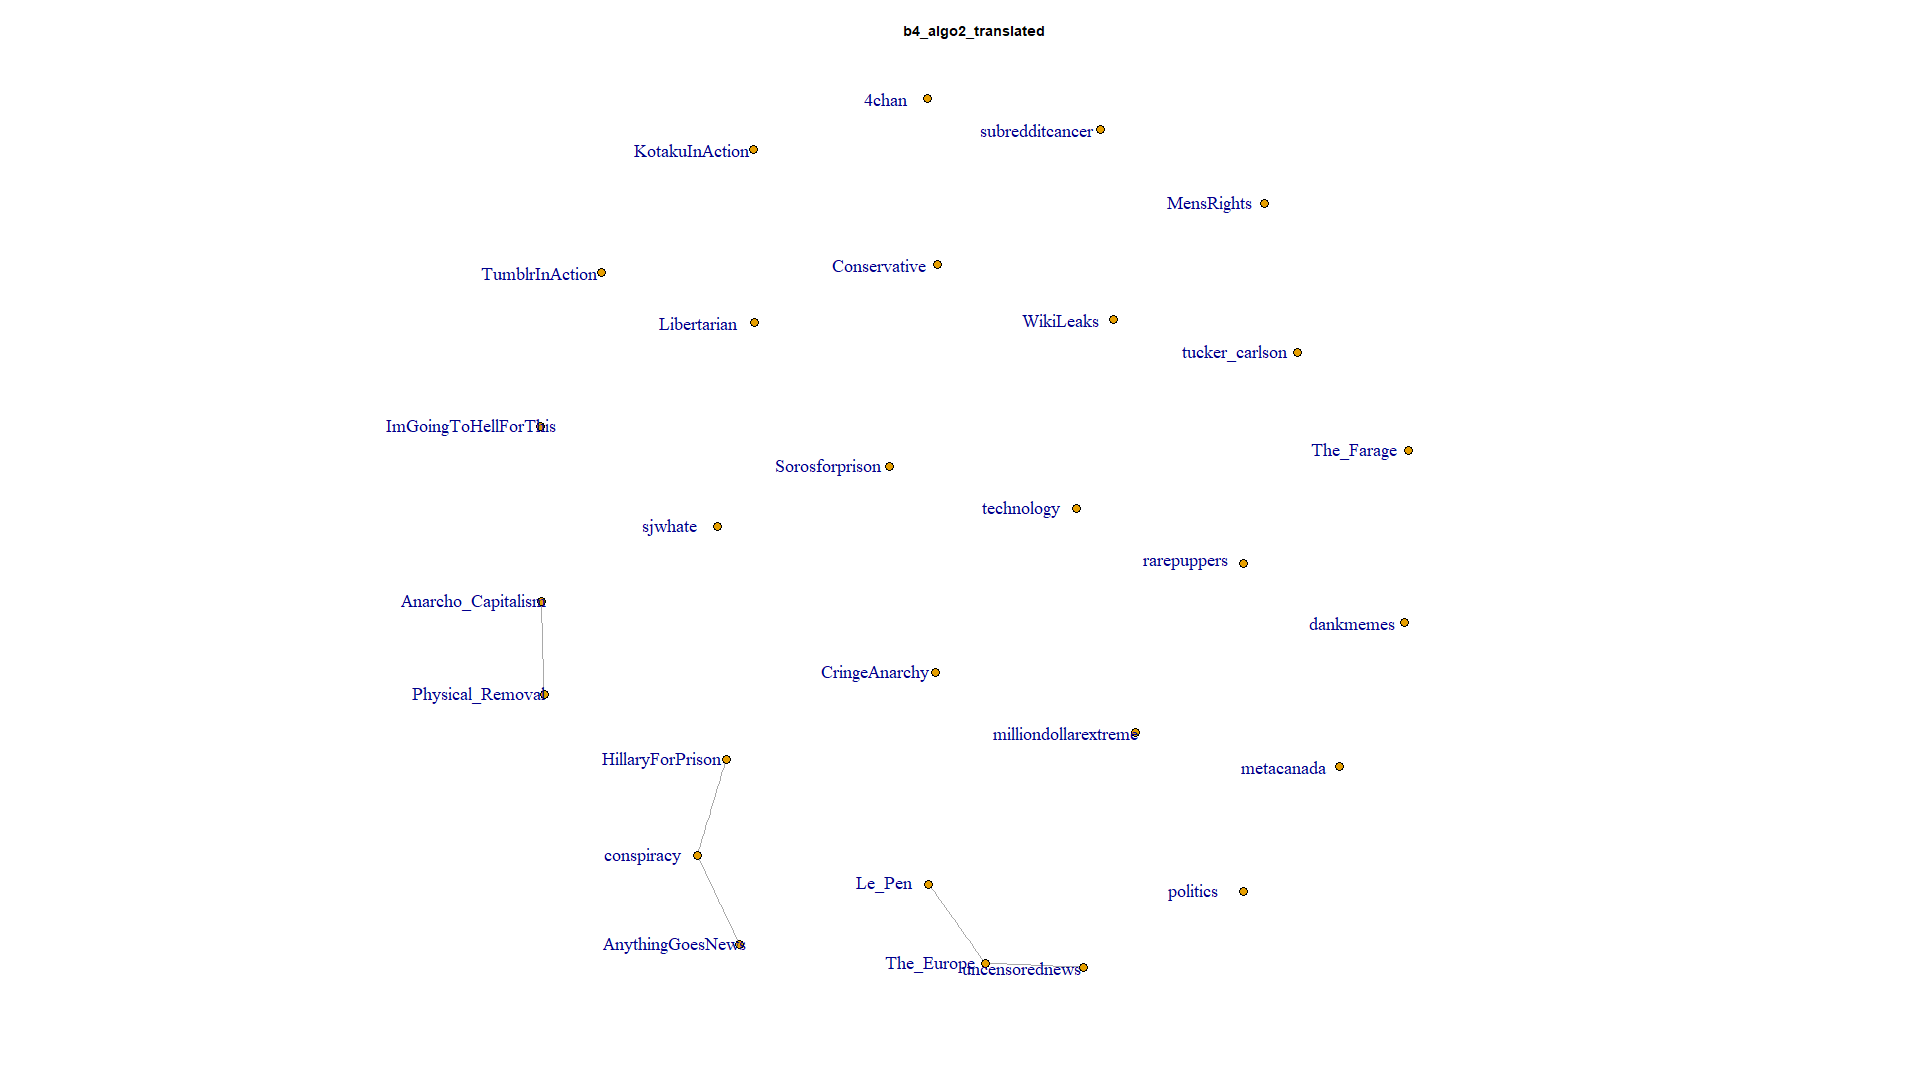 b4_algo2_translated
4chan
subredditcancer
KotakuInAction
MensRights
Conservative
TumblrInAction
WikiLeaks
Libertarian
tucker_carlson
ImGoingToHellForThis
The_Farage
Sorosforprison
technology
sjwhate
rarepuppers
Anarcho_Capitalism
dankmemes
CringeAnarchy
Physical_Removal
milliondollarextreme
HillaryForPrison
metacanada
conspiracy
Le_Pen
politics
AnythingGoesNews
The_Europe
uncensorednews